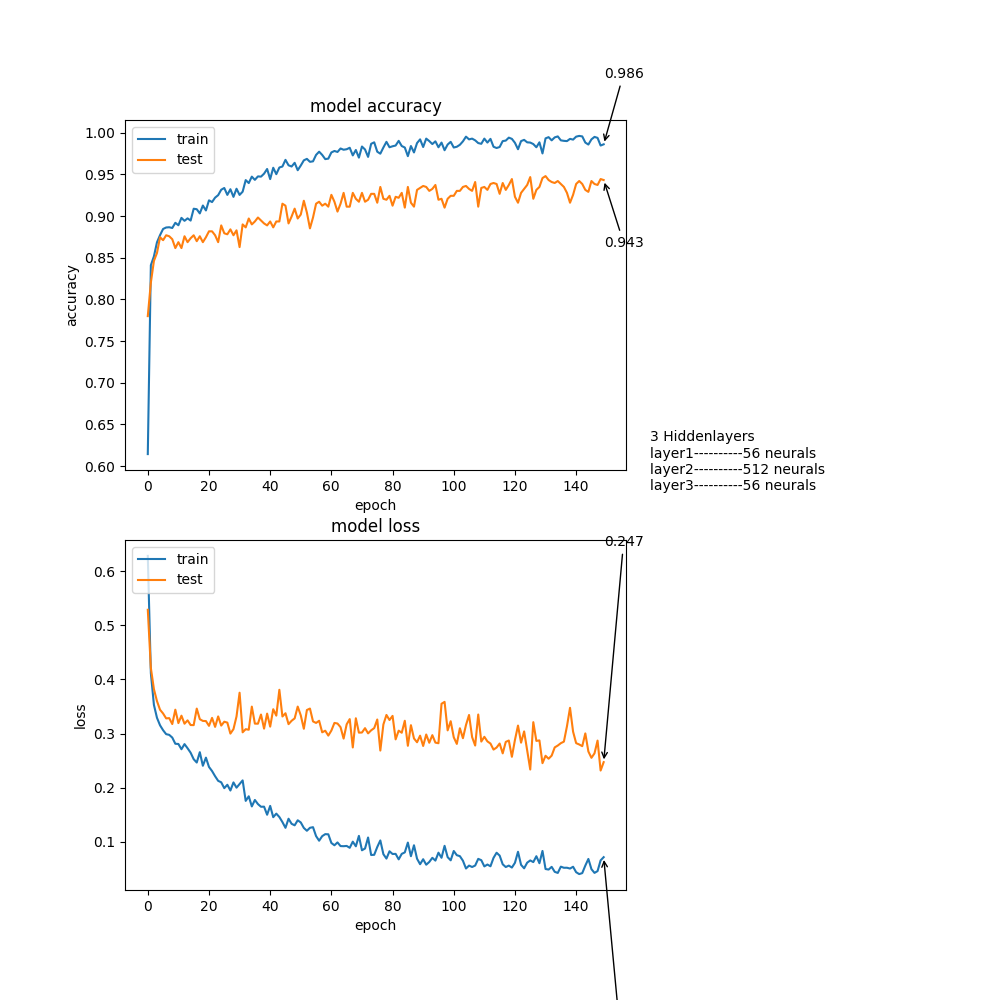 0.986
model accuracy
train
test
1.00
0.95
0.90
0.85
0.80
0.75
0.70
0.65
0.60
accuracy
0.943
0 20 40 60 80 100 120 140
epoch
3 Hiddenlayers
layer1----------56 neurals
layer2----------512 neurals
layer3----------56 neurals
model loss
0.247
train
test
0.6
0.5
0.4
0.3
0.2
0.1
loss
0 20 40 60 80 100 120 140
epoch